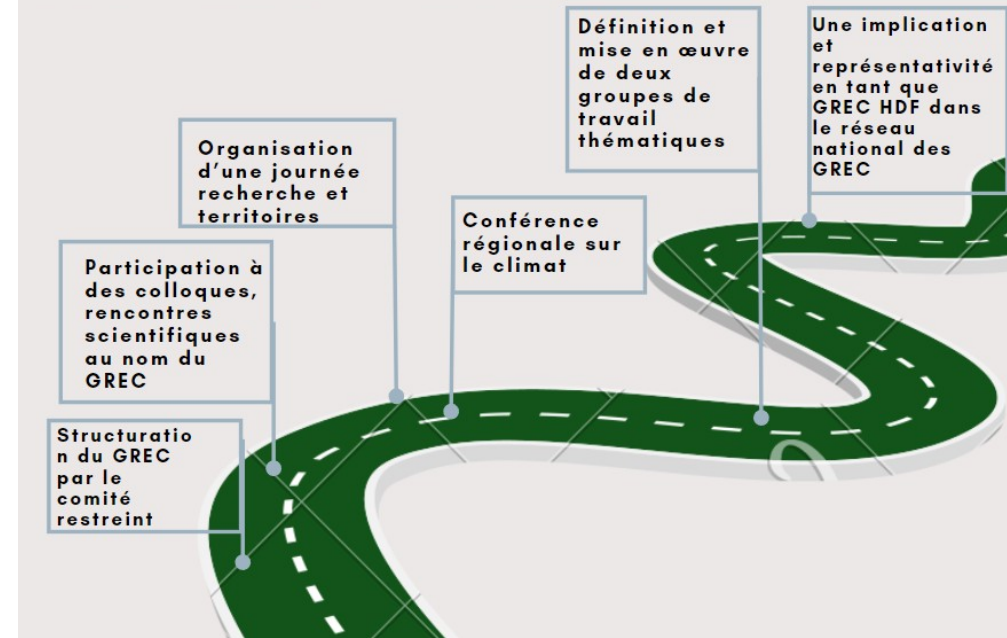 Structuratio
n du GREC
par le
comité
restreint
Participation à
des colloques,
rencontres
scientifiques
au nom du
GREC
Organisation
d’une journée
recherche et
territoires
Conférence
régionale sur
le climat
Définition et
mise en œuvre
de deux
groupes de
travail
thématiques
Une implication
et
représentativité
en tant que
GREC HDF dans
le réseau
national des
GREC